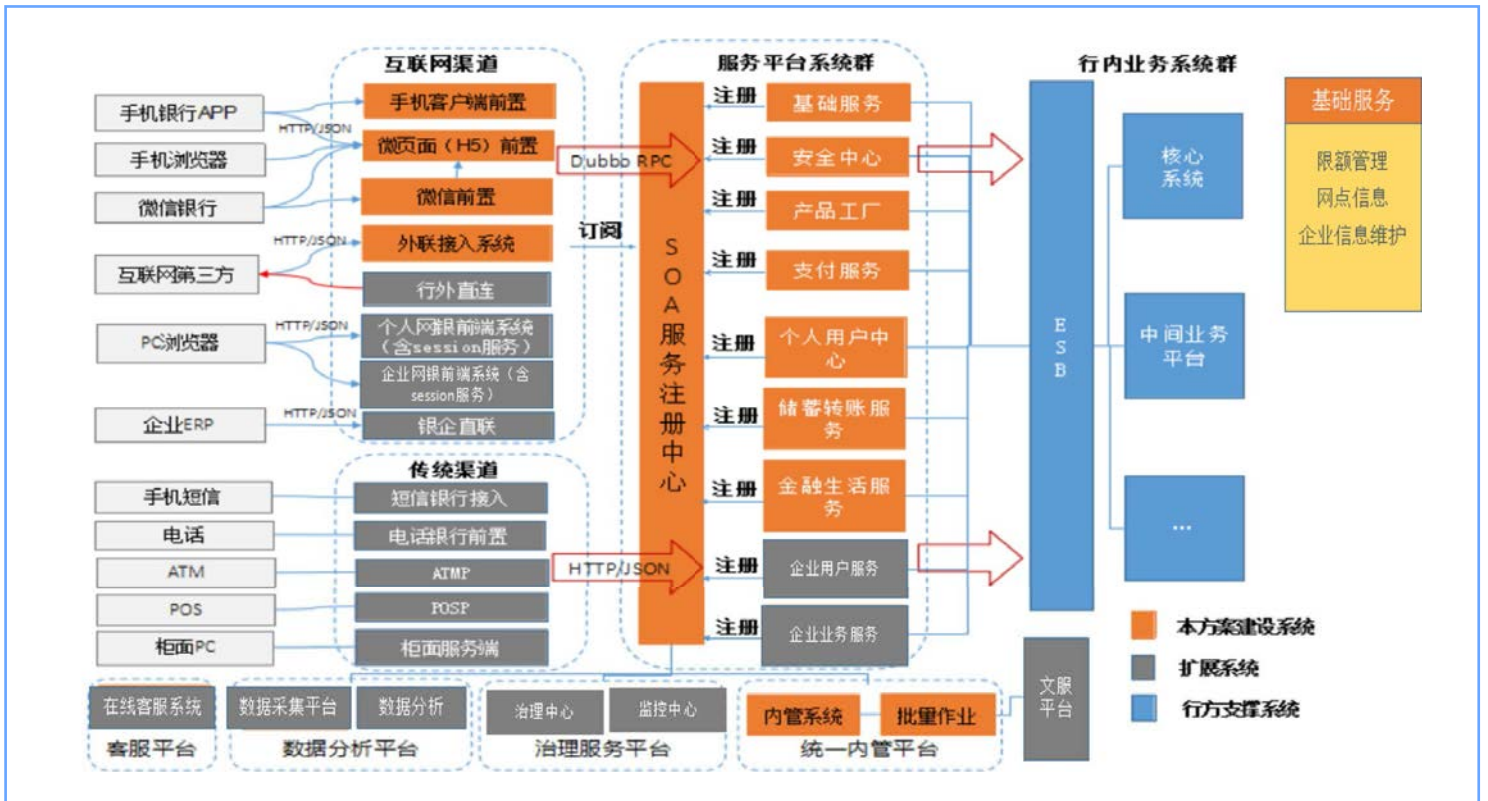 互联网渠道
服务平台系统群
行内业务系统群
手机银行APP
手机浏览器
微信银行
互联网第三方
PC浏览器
企业ERP
HTTP/JSON
HTTP/JSON
HTTP/JSON
HTTP/JSON
手机客户端前置
微页面（H5）前置
微信前置
外联接入系统
行外直连
个人网银前端系统
（含session服务）
企业网银前端系统（含
session服务）
银企直联
传统渠道
手机短信
电话
ATM
POS
柜面PC
短信银行接入
电话银行前置
ATMP
POSP
柜面服务端
Dubbo RPC
订阅
HTTP/JSON
SOA服务注册中心
注册
注册
注册
注册
注册
注册
注册
注册
注册
基础服务
安全中心
产品工厂
支付服务
个人用户中
心
储蓄转账服
务
金融生活服
务
企业用户服务
企业业务服务
ESB
核心
系统
中间业务
平台
...
基础服务
限额管理
网点信息
企业信息维护
本方案建设系统
扩展系统
行方支撑系统
在线客服系统
客服平台
数据采集平台
数据分析
数据分析平台
治理中心
监控中心
治理服务平台
内管系统
批量作业
统一内管平台
文服
平台